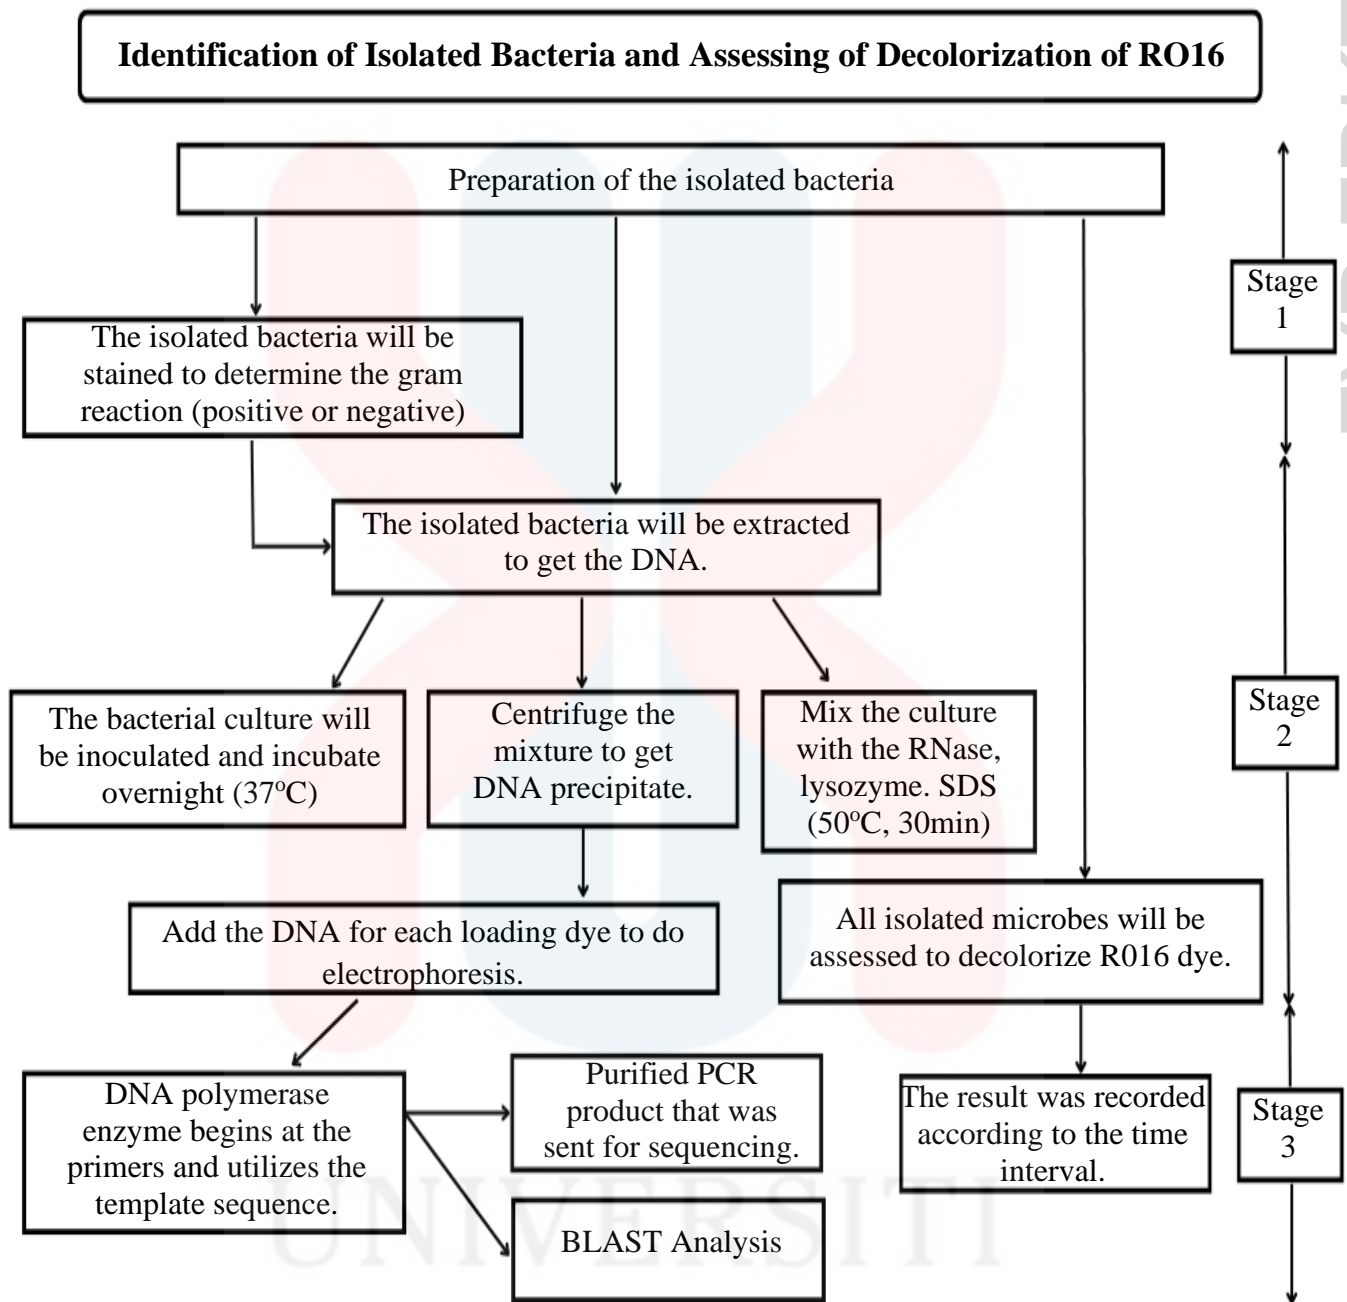 Identification of Isolated Bacteria and Assessing of Decolorization of RO16
Preparation of the isolated bacteria
Stage
1
The isolated bacteria will be
stained to determine the gram
reaction (positive or negative)
The isolated bacteria will be extracted
to get the DNA.
The bacterial culture will
be inoculated and incubate
overnight (37°C)
Centrifuge the
mixture to get
DNA precipitate.
Mix the culture
with the RNase,
lysozyme. SDS
(50°C, 30min)
Stage
2
Add the DNA for each loading dye to do
electrophoresis.
All isolated microbes will be
assessed to decolorize R016 dye.
DNA polymerase
enzyme begins at the
primers and utilizes the
template sequence.
Purified PCR
product that was
sent for sequencing.
BLAST Analysis
The result was recorded
according to the time
interval.
Stage
3
UNIVERSITI